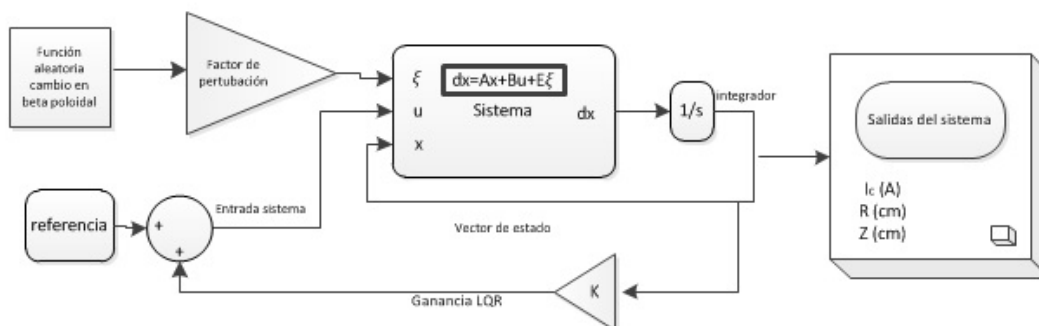 Función
aleatoria
cambio en
beta poloidal
Factor de
pertubación
ξ
dx=Ax+Bu+Eξ
u
Sistema
dx
x
1/s
integrador
Salidas del sistema
Ic (A)
R (cm)
Z (cm)
referencia
+
+
Entrada sistema
Vector de estado
K
Ganancia LQR